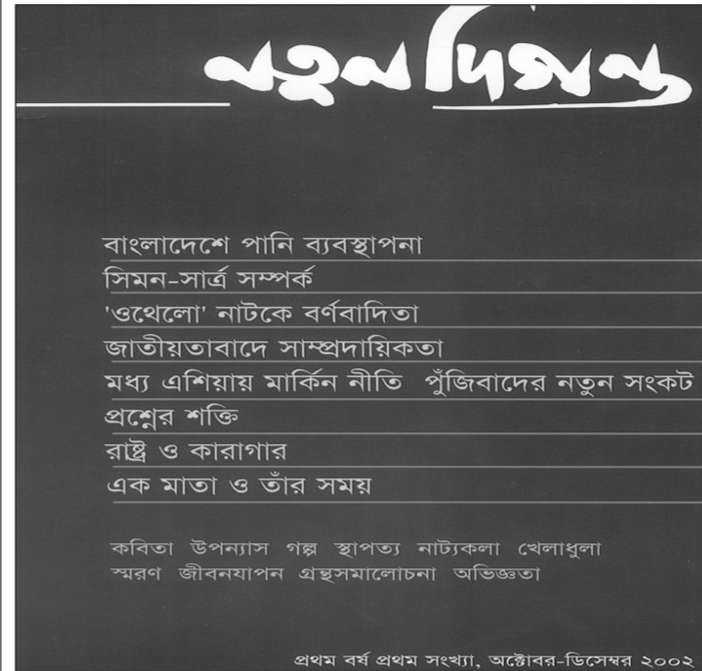 নতুন দিগন্ত
বাংলাদেশে পানি ব্যবস্থাপনা
সিমন-সার্ত্র সম্পর্ক
'ওথেলো' নাটকে বর্ণবাদিতা
জাতীয়তাবাদে সাম্প্রদায়িকতা
মধ্য এশিয়ায় মার্কিন নীতি পুঁজিবাদের নতুন সংকট
প্রশ্নের শক্তি
রাষ্ট্র ও কারাগার
এক মাতা ও তাঁর সময়
কবিতা উপন্যাস গল্প স্থাপত্য নাট্যকলা খেলাধুলা
স্মরণ জীবনযাপন গ্রন্থসমালোচনা অভিজ্ঞতা
প্রথম বর্ষ প্রথম সংখ্যা, অক্টোবর-ডিসেম্বর ২০০২